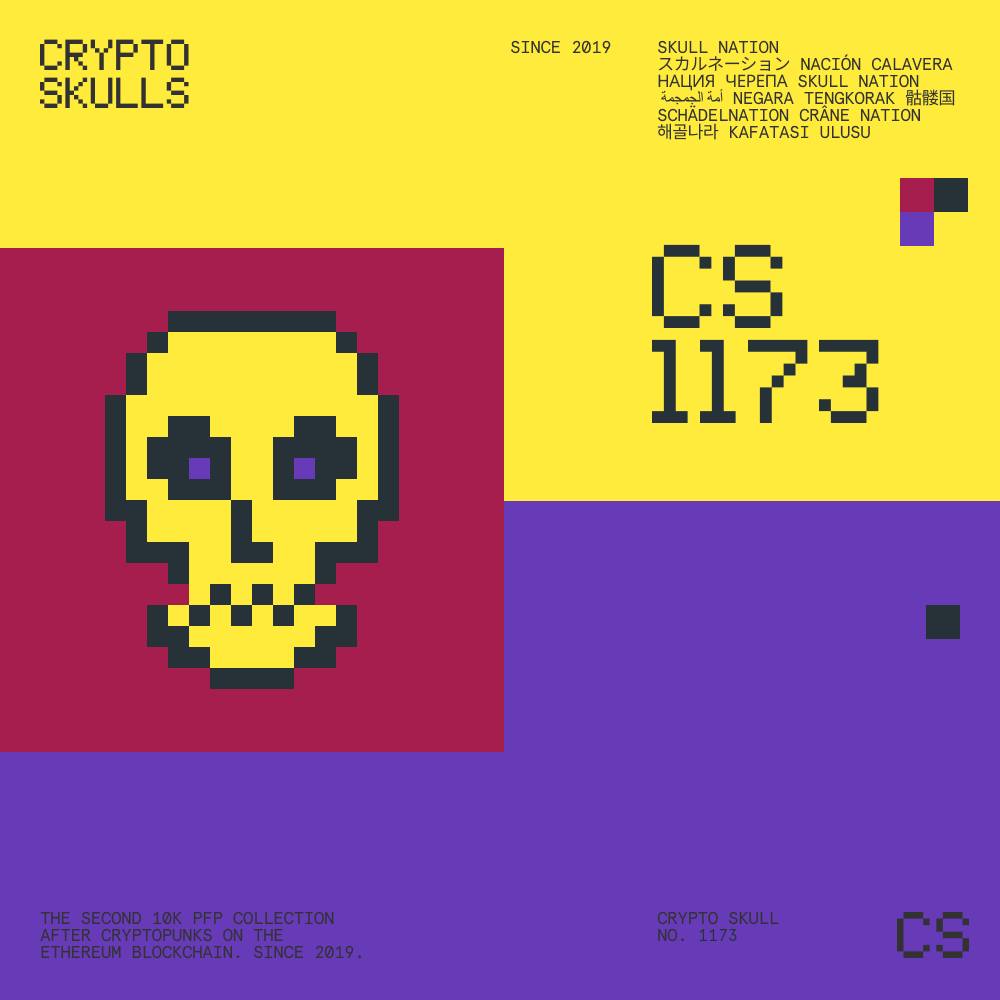 CRYPTO
SKULLS
SINCE 2019
SKULL NATION
スカルネーション NACIÓN CALAVERA
НАЦИЯ ЧЕРЕПА SKULL NATION
أمة الجمجمة NEGARA TENGKORAK 骷髅国
SCHÄDELNATION CRÂNE NATION
해골나라 KAFATASI ULUSU
CS
1173
THE SECOND 10K PFP COLLECTION
AFTER CRYPTOPUNKS ON THE
ETHEREUM BLOCKCHAIN. SINCE 2019.
CRYPTO SKULL
NO. 1173
CS